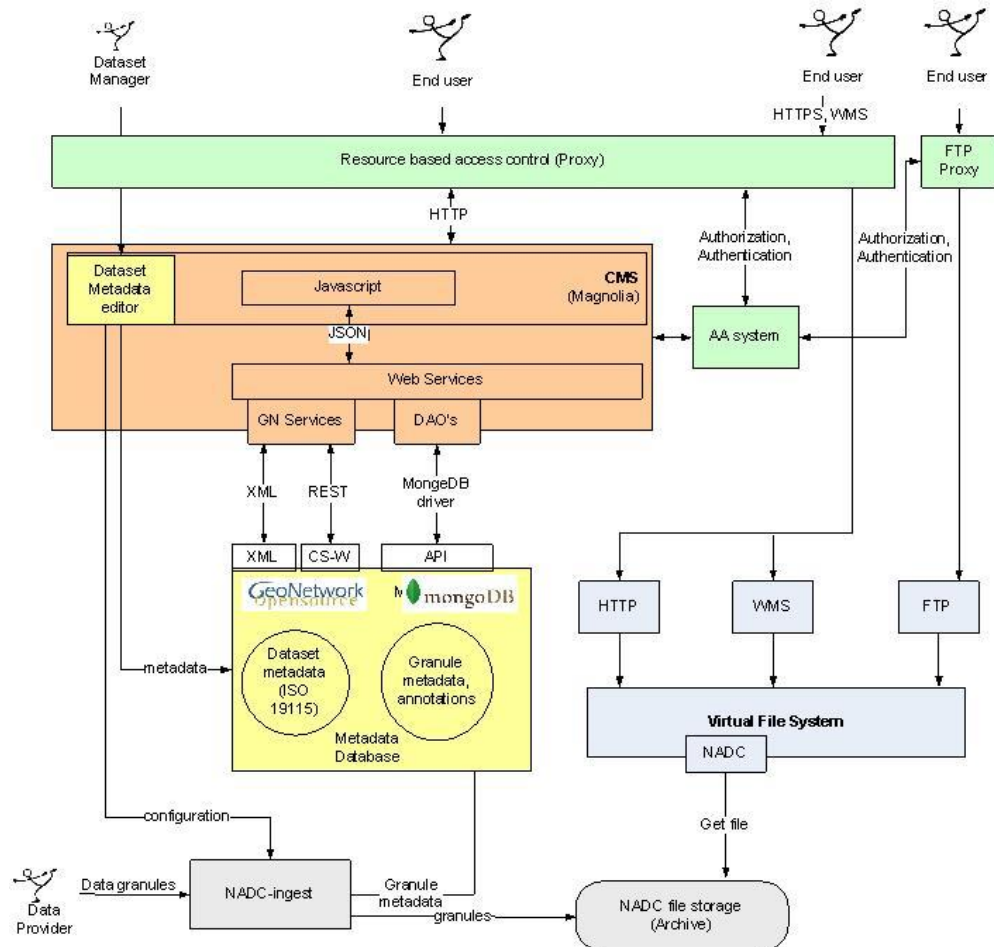 Dataset
Manager
End user
End user
End user
HTTPS, WMS
Resource based access control (Proxy)
FTP
Proxy
HTTP
Authorization,
Authentication
Authorization,
Authentication
Dataset
Metadata
editor
Javascript
CMS
(Magnolia)
JSON
AA system
Web Services
GN Services
DAO's
XML
REST
MongeDB
driver
XML
CS-W
API
GeoNetwork
opensource
M
mongoDB
HTTP
WMS
FTP
metadata
Dataset
metadata
(ISO
19115)
Granule
metadata,
annotations
Metadata
Database
Virtual File System
NADC
configuration
Get file
Data granules
Data
Provider
NADC-ingest
Granule
metadata
granules
NADC file storage
(Archive)